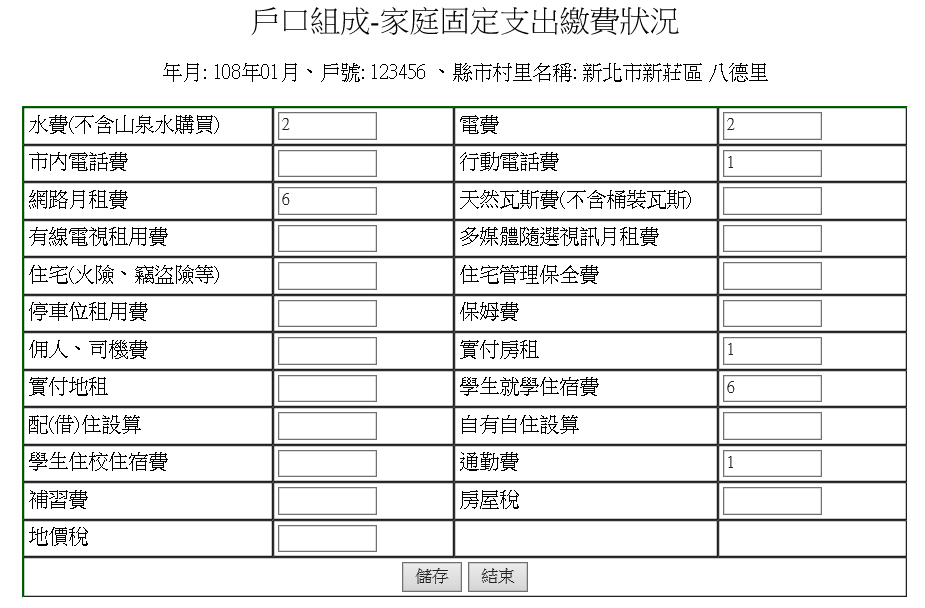 戶口組成-家庭固定支出繳費狀況
年月: 108年01月、戶號: 123456 、縣市村里名稱: 新北市新莊區 八德里
水費(不含山泉水購買) 2 電費 2
市內電話費 行動電話費 1
網路月租費 6 天然瓦斯費(不含桶裝瓦斯)
有線電視租用費 多媒體隨選視訊月租費
住宅(火險、竊盜險等) 住宅管理保全費
停車位租用費 保姆費
佣人、司機費 實付房租 1
實付地租 學生就學住宿費 6
配(借)住設算 自有自住設算
學生住校住宿費 通勤費 1
補習費 房屋稅
地價稅
儲存 結束